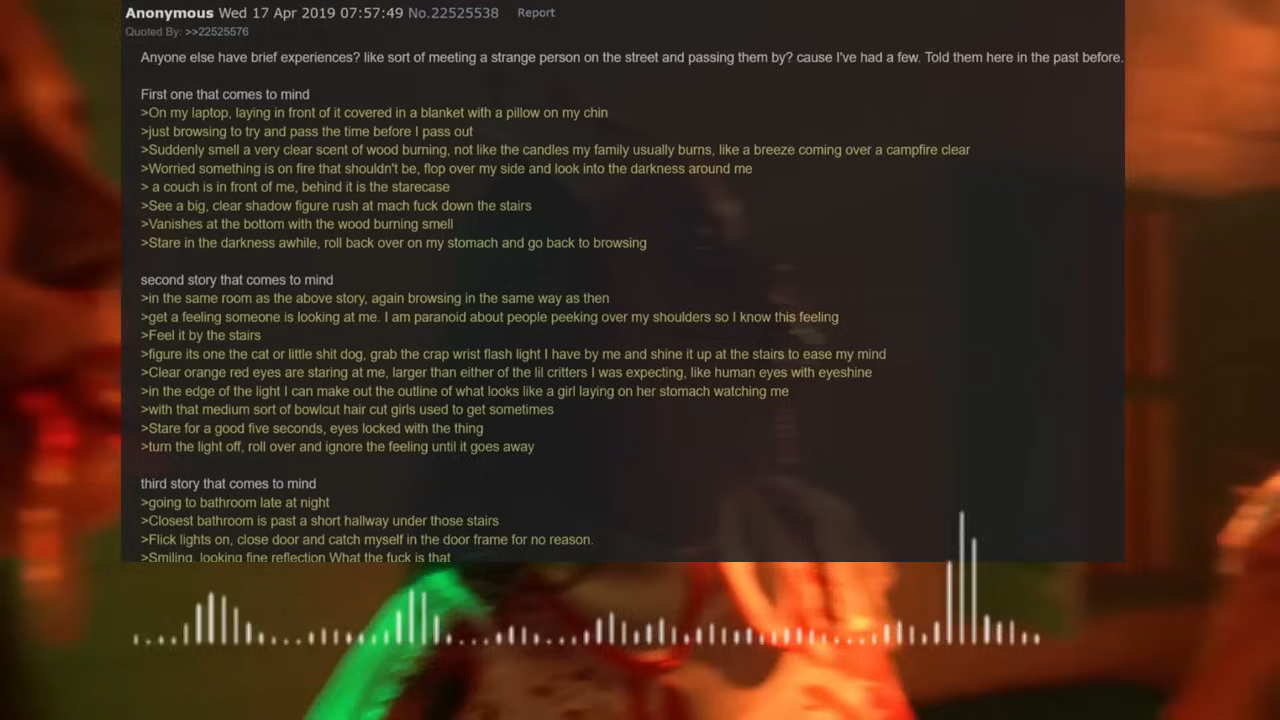 Anonymous Wed 17 Apr 2019 07:57:49 No.22525538 Report
Quoted By: >>22525576
Anyone else have brief experiences? like sort of meeting a strange person on the street and passing them by? cause I've had a few. Told them here in the past before.
First one that comes to mind
>On my laptop, laying in front of it covered in a blanket with a pillow on my chin
>just browsing to try and pass the time before I pass out
>Suddenly smell a very clear scent of wood burning, not like the candles my family usually burns, like a breeze coming over a campfire clear
>Worried something is on fire that shouldn't be, flop over my side and look into the darkness around me
> a couch is in front of me, behind it is the starecase
>See a big, clear shadow figure rush at mach fuck down the stairs
>Vanishes at the bottom with the wood burning smell
>Stare in the darkness awhile, roll back over on my stomach and go back to browsing
second story that comes to mind
>in the same room as the above story, again browsing in the same way as then
>get a feeling someone is looking at me. I am paranoid about people peeking over my shoulders so I know this feeling
>Feel it by the stairs
>figure its one the cat or little shit dog, grab the crap wrist flash light I have by me and shine it up at the stairs to ease my mind
>Clear orange red eyes are staring at me, larger than either of the lil critters I was expecting, like human eyes with eyeshine
>in the edge of the light I can make out the outline of what looks like a girl laying on her stomach watching me
>with that medium sort of bowlcut hair cut girls used to get sometimes
>Stare for a good five seconds, eyes locked with the thing
>turn the light off, roll over and ignore the feeling until it goes away
third story that comes to mind
>going to bathroom late at night
>Closest bathroom is past a short hallway under those stairs
>Flick lights on, close door and catch myself in the door frame for no reason.
>Smiling, looking fine reflection What the fuck is that